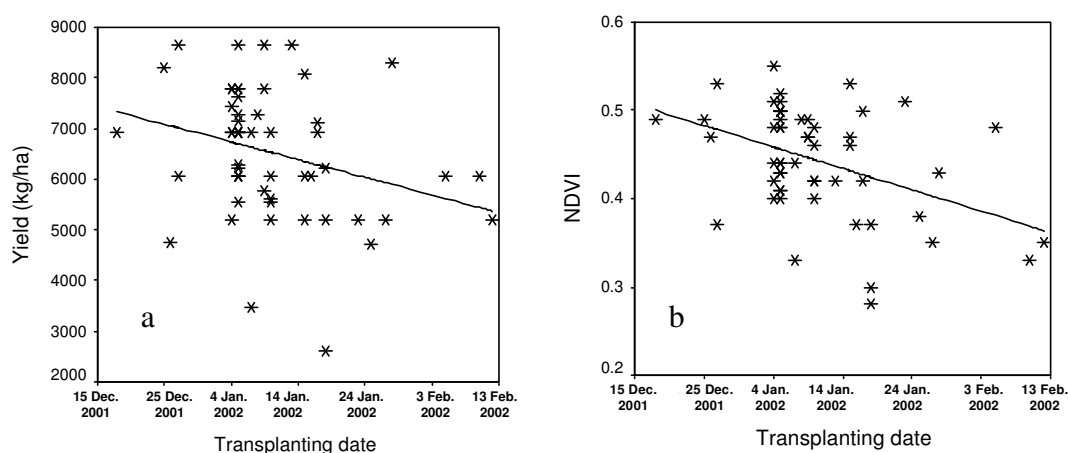 9000
8000
7000
6000
5000
4000
3000
2000
Yield (kg/ha)
a
15 Dec. 25 Dec. 4 Jan. 14 Jan. 24 Jan. 3 Feb. 13 Feb.
2001 2001 2002 2002 2002 2002 2002
Transplanting date
0.6
0.5
0.4
0.3
0.2
NDVI
b
15 Dec. 25 Dec. 4 Jan. 14 Jan. 24 Jan. 3 Feb. 13 Feb.
2001 2001 2002 2002 2002 2002 2002
Transplanting date